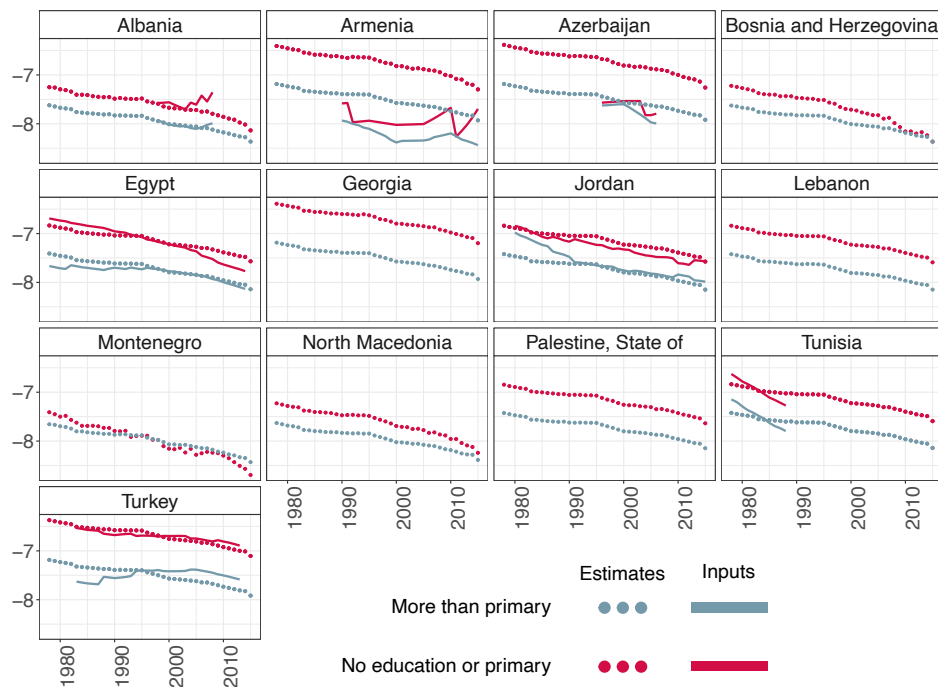 Albania
Armenia
Azerbaijan
Bosnia and Herzegovina
−7
−8
Egypt
Georgia
Jordan
Lebanon
−7
−8
Montenegro
North Macedonia
Palestine, State of
Tunisia
−7
−8
1980
1990
2000
2010
1980
1990
2000
2010
1980
1990
2000
2010
Turkey
−7
−8
1980
1990
2000
2010
Estimates
Inputs
More than primary
No education or primary